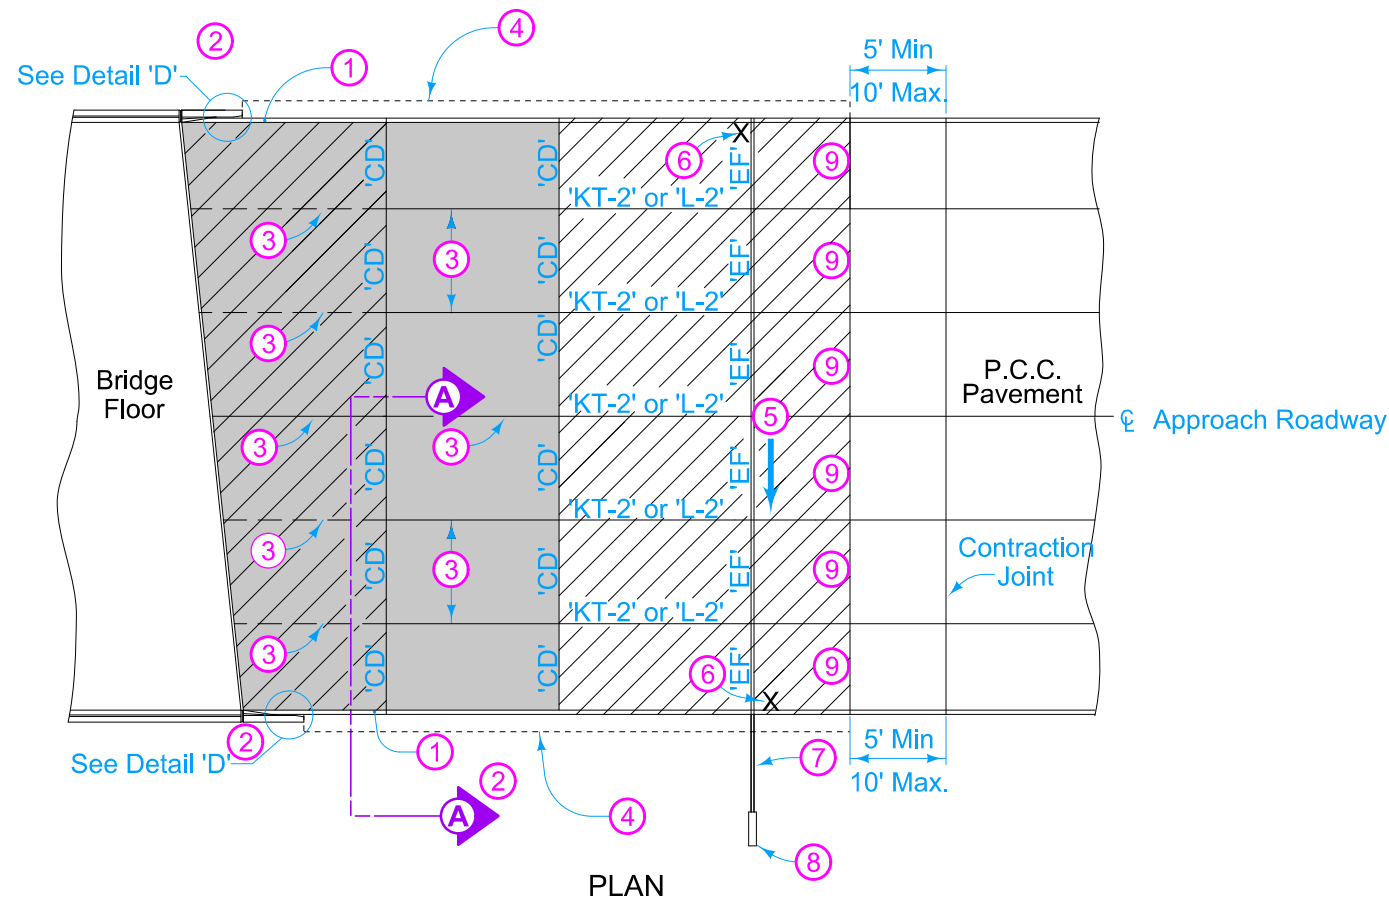 2
4
See Detail 'D'
1
5' Min
10' Max.
6
X
9
'CD'
'CD'
'EF'
'KT-2' or 'L-2'
3
3
9
'CD'
'CD'
'EF'
'KT-2' or 'L-2'
3
'CD'
'CD'
'EF'
9
Bridge
Floor
A
'KT-2' or 'L-2'
5
P.C.C.
Pavement
℄ Approach Roadway
3
3
'CD'
'CD'
'EF'
9
'KT-2' or 'L-2'
3
3
'CD'
'CD'
'EF'
9
Contraction
Joint
'KT-2' or 'L-2'
3
'CD'
'CD'
6
'EF'
9
X
2
See Detail 'D'
1
7
5' Min
10' Max.
2
A
4
8
PLAN